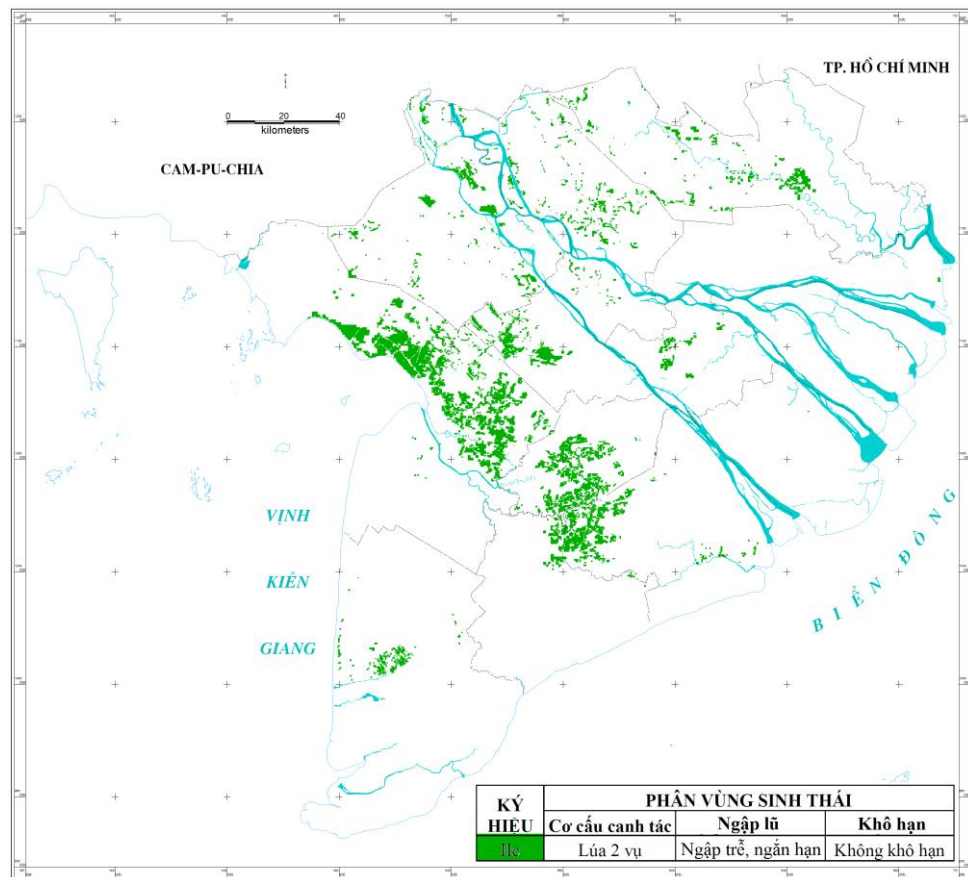 TP. HỒ CHÍ MINH
0 20 40
kilometers
CAM-PU-CHIA
VỊNH
KIÊN
GIANG
BIỂN ĐÔNG
KÝ HIỆU
PHÂN VÙNG SINH THÁI
Cơ cấu canh tác Ngập lũ Khô hạn
IIe Lúa 2 vụ Ngập trễ, ngắn hạn Không khô hạn